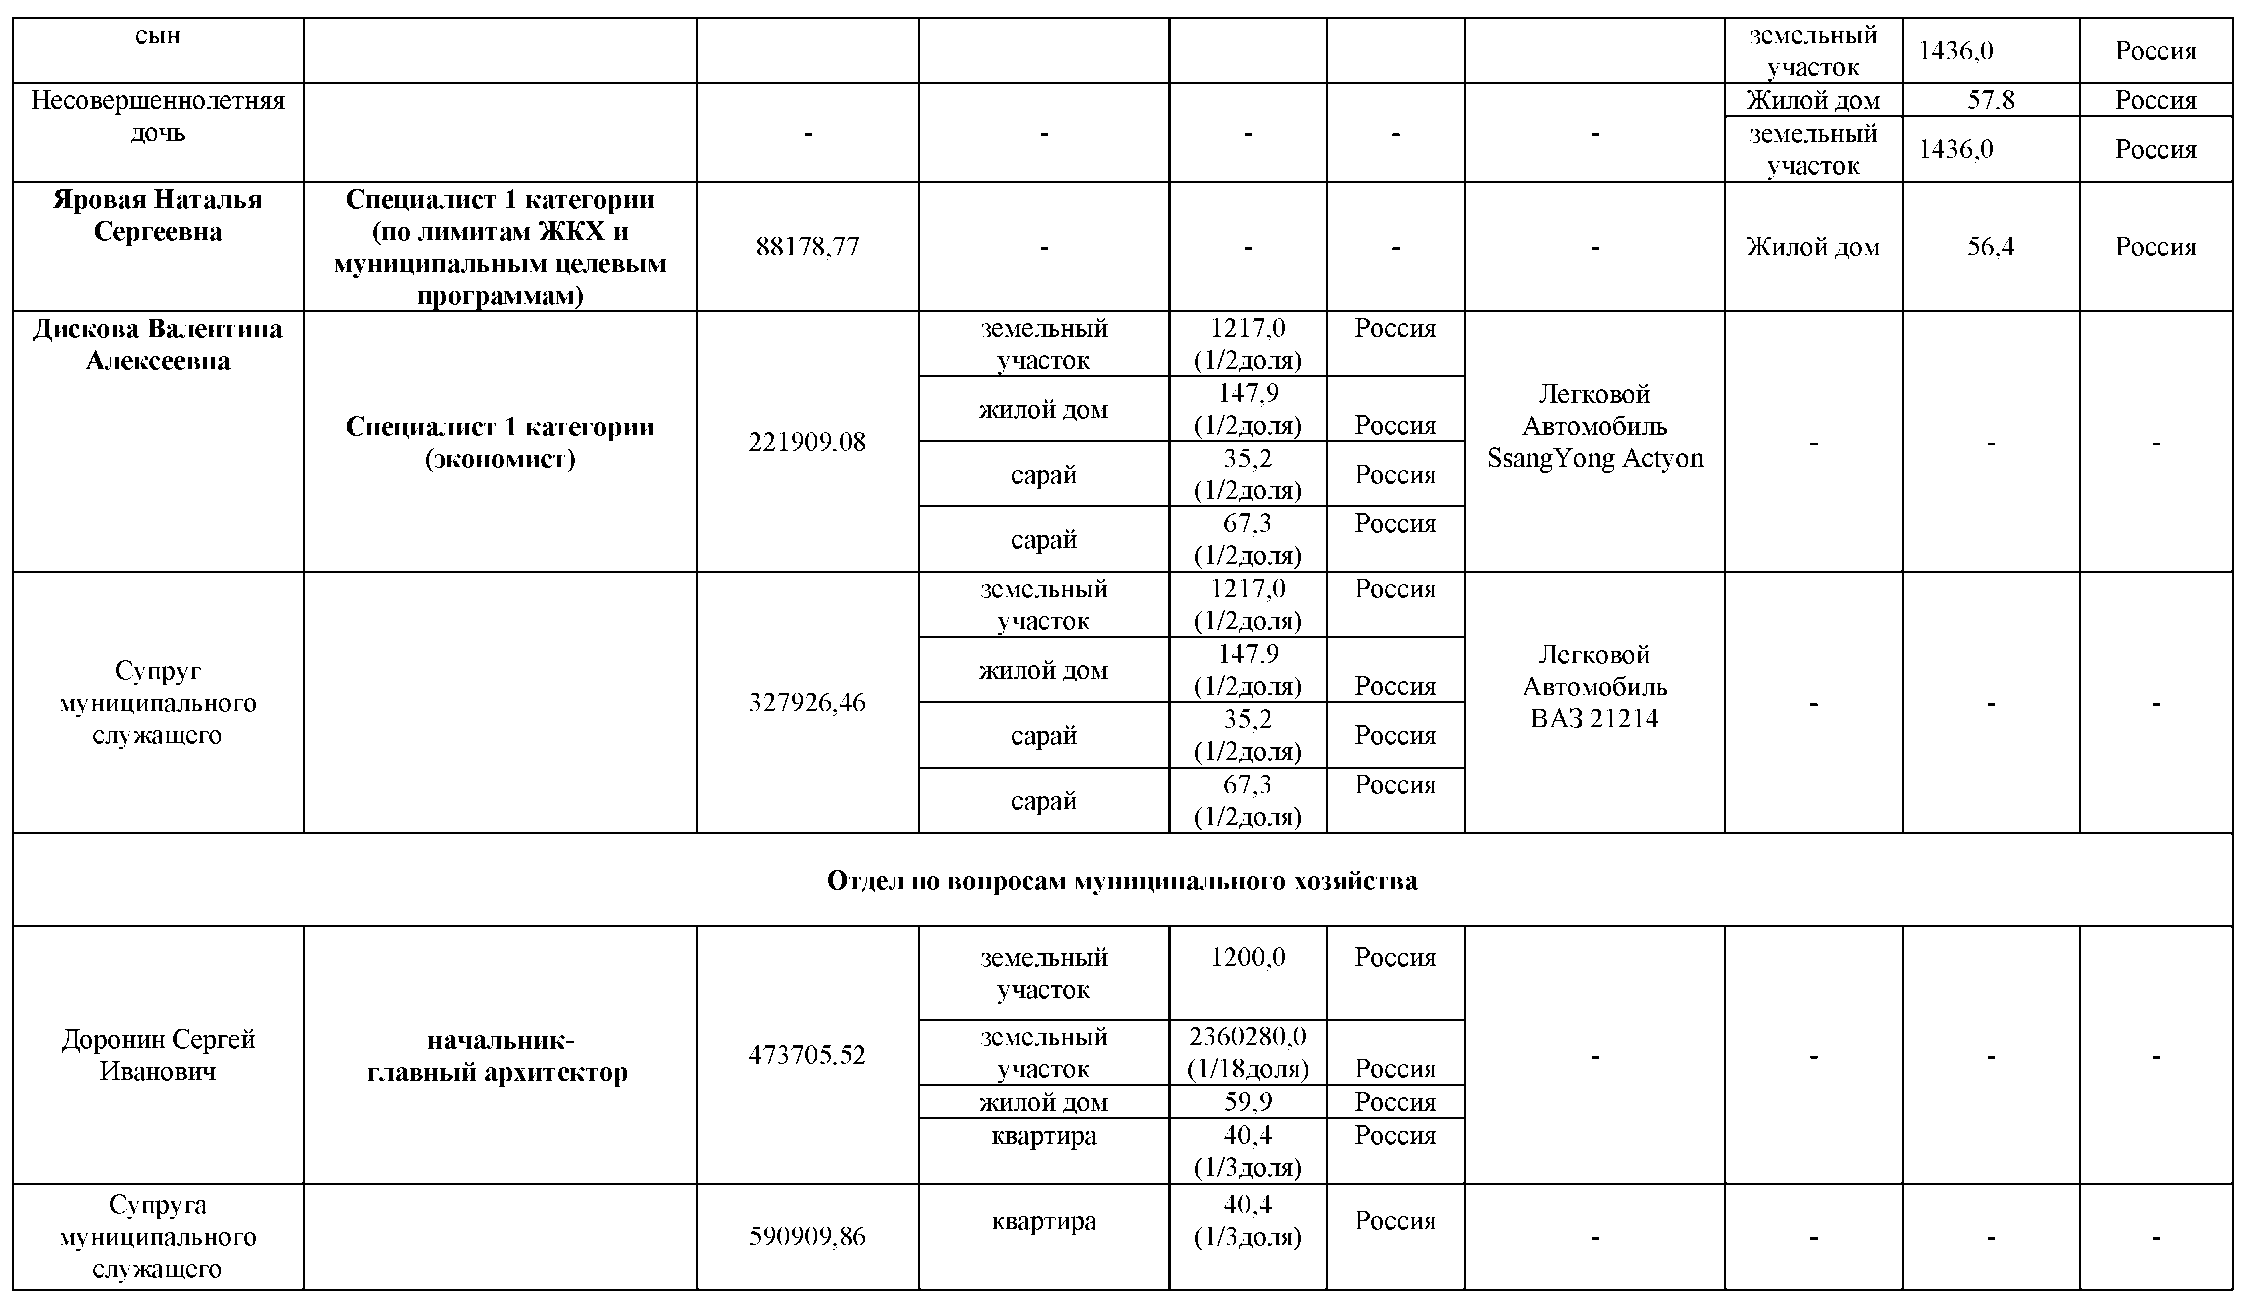 сын
земельный
участок
1436,0
Россия
Несовершеннолетняя
дочь
-
-
-
-
-
Жилой дом
57.8
Россия
земельный
участок
1436,0
Россия
Яровая Наталья
Сергеевна
Специалист 1 категории
(по лимитам ЖКХ и
муниципальным целевым
программам)
88178,77
-
-
-
-
Жилой дом
56,4
Россия
Дискова Валентина
Алексеевна
Специалист 1 категории
(экономист)
221909.08
земельный
участок
1217,0
(1/2доля)
Россия
жилой дом
147,9
(1/2доля)
Россия
сарай
35,2
(1/2доля)
Россия
сарай
67,3
(1/2доля)
Россия
Легковой
Автомобиль
SsangYong Actyon
-
-
-
Супруг
муниципального
служащего
327926,46
земельный
участок
1217,0
(1/2доля)
Россия
жилой дом
147.9
(1/2доля)
Россия
сарай
35,2
(1/2доля)
Россия
сарай
67,3
(1/2доля)
Россия
Легковой
Автомобиль
ВАЗ 21214
-
-
-
Отдел по вопросам муниципального хозяйства
Доронин Сергей
Иванович
начальник-
главный архитектор
473705,52
земельный
участок
1200,0
Россия
земельный
участок
2360280,0
(1/18доля)
Россия
жилой дом
59,9
Россия
квартира
40,4
(1/3доля)
Россия
-
-
-
-
Супруга
муниципального
служащего
590909,86
квартира
40,4
(1/3доля)
Россия
-
-
-
-